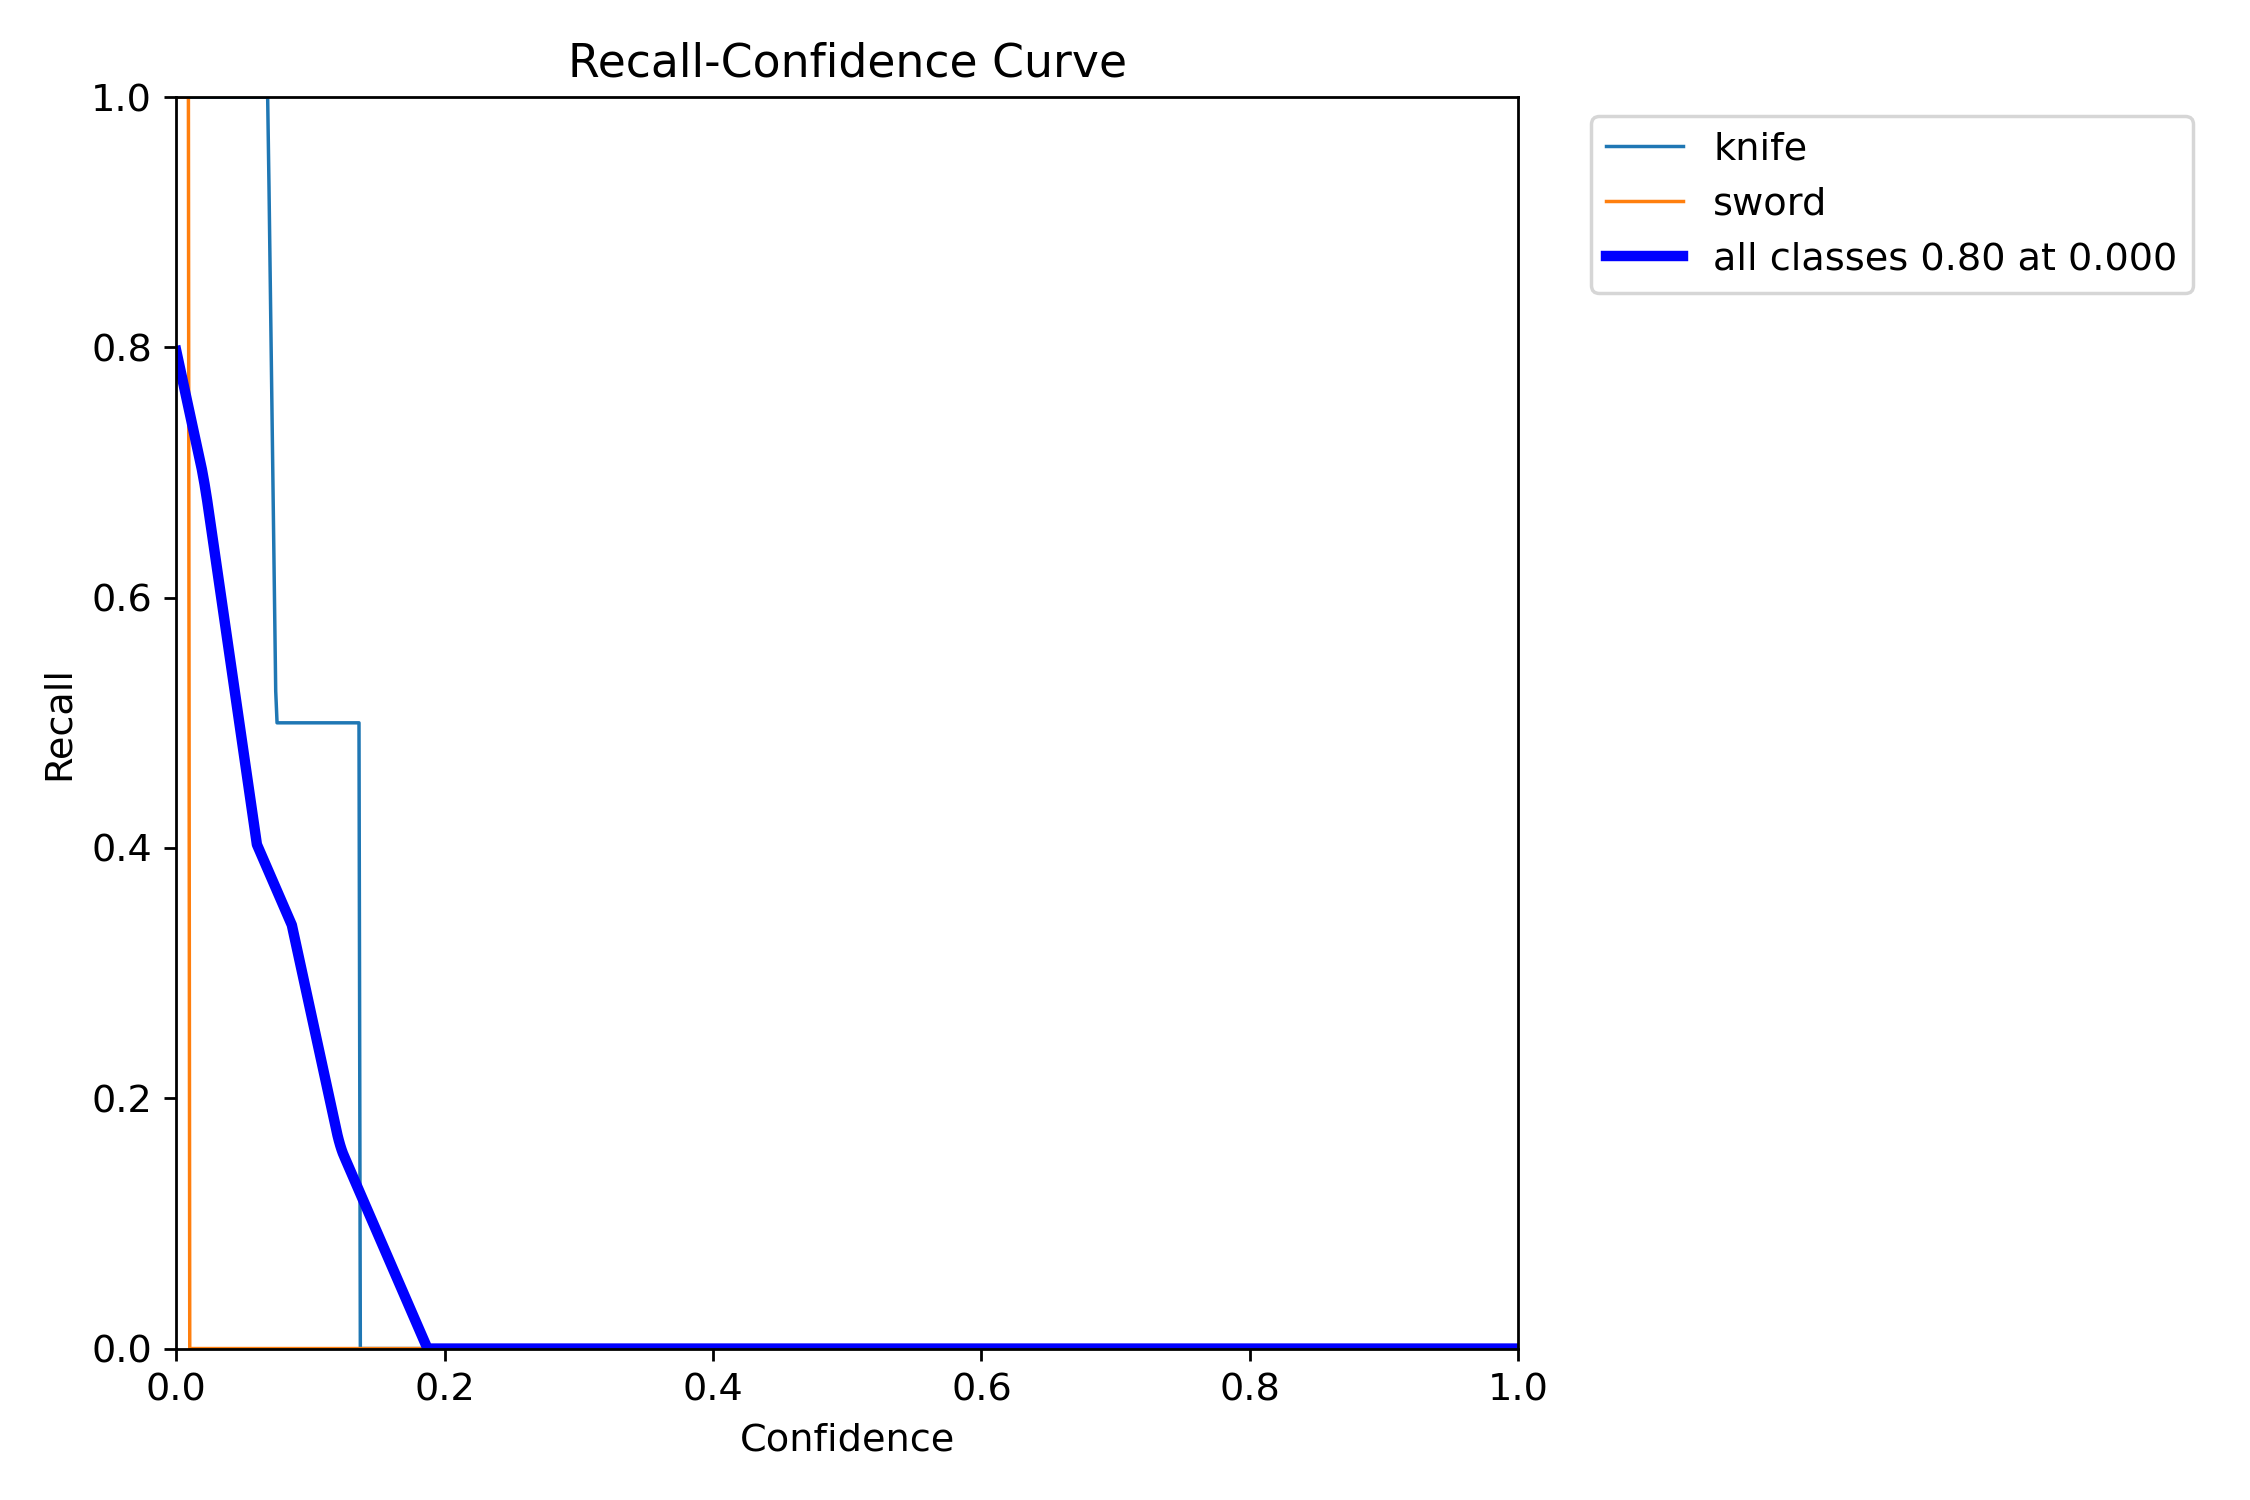 Recall-Confidence Curve
1.0
0.8
0.6
0.4
0.2
0.0
Recall
0.0 0.2 0.4 0.6 0.8 1.0
Confidence
knife
sword
all classes 0.80 at 0.000